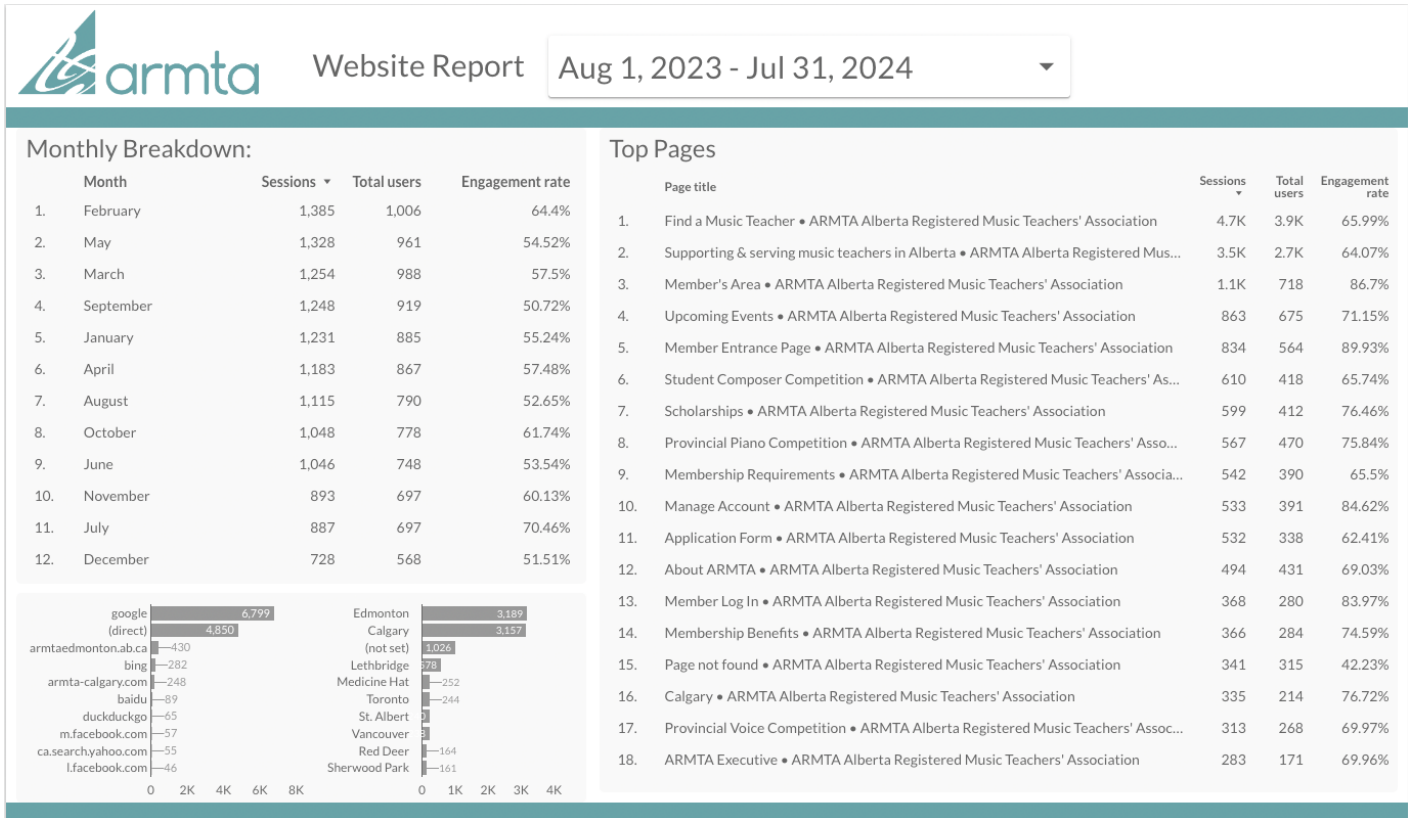 armta
Website Report
Aug 1, 2023 - Jul 31, 2024
Monthly Breakdown:
Month Sessions Total users Engagement rate
1. February 1,385 1,006 64.4%
2. May 1,328 961 54.52%
3. March 1,254 988 57.5%
4. September 1,248 919 50.72%
5. January 1,231 885 55.24%
6. April 1,183 867 57.48%
7. August 1,115 790 52.65%
8. October 1,048 778 61.74%
9. June 1,046 748 53.54%
10. November 893 697 60.13%
11. July 887 697 70.46%
12. December 728 568 51.51%
google 6,799
(direct) 4,850
armtaedmonton.ab.ca 430
bing 282
armta-calgary.com 248
baidu 89
duckduckgo 65
m.facebook.com 57
ca.search.yahoo.com 55
l.facebook.com 46
0 2K 4K 6K 8K
Edmonton 3,189
Calgary 3,157
(not set) 1,026
Lethbridge 578
Medicine Hat 252
Toronto 244
St. Albert
Vancouver
Red Deer 164
Sherwood Park 161
0 1K 2K 3K 4K
Top Pages
Page title Sessions Total users Engagement rate
1. Find a Music Teacher • ARMTA Alberta Registered Music Teachers' Association 4.7K 3.9K 65.99%
2. Supporting & serving music teachers in Alberta • ARMTA Alberta Registered Mus... 3.5K 2.7K 64.07%
3. Member's Area • ARMTA Alberta Registered Music Teachers' Association 1.1K 718 86.7%
4. Upcoming Events • ARMTA Alberta Registered Music Teachers' Association 863 675 71.15%
5. Member Entrance Page • ARMTA Alberta Registered Music Teachers' Association 834 564 89.93%
6. Student Composer Competition • ARMTA Alberta Registered Music Teachers' As... 610 418 65.74%
7. Scholarships • ARMTA Alberta Registered Music Teachers' Association 599 412 76.46%
8. Provincial Piano Competition • ARMTA Alberta Registered Music Teachers' Asso... 567 470 75.84%
9. Membership Requirements • ARMTA Alberta Registered Music Teachers' Associa... 542 390 65.5%
10. Manage Account • ARMTA Alberta Registered Music Teachers' Association 533 391 84.62%
11. Application Form • ARMTA Alberta Registered Music Teachers' Association 532 338 62.41%
12. About ARMTA • ARMTA Alberta Registered Music Teachers' Association 494 431 69.03%
13. Member Log In • ARMTA Alberta Registered Music Teachers' Association 368 280 83.97%
14. Membership Benefits • ARMTA Alberta Registered Music Teachers' Association 366 284 74.59%
15. Page not found • ARMTA Alberta Registered Music Teachers' Association 341 315 42.23%
16. Calgary • ARMTA Alberta Registered Music Teachers' Association 335 214 76.72%
17. Provincial Voice Competition • ARMTA Alberta Registered Music Teachers' Assoc... 313 268 69.97%
18. ARMTA Executive • ARMTA Alberta Registered Music Teachers' Association 283 171 69.96%